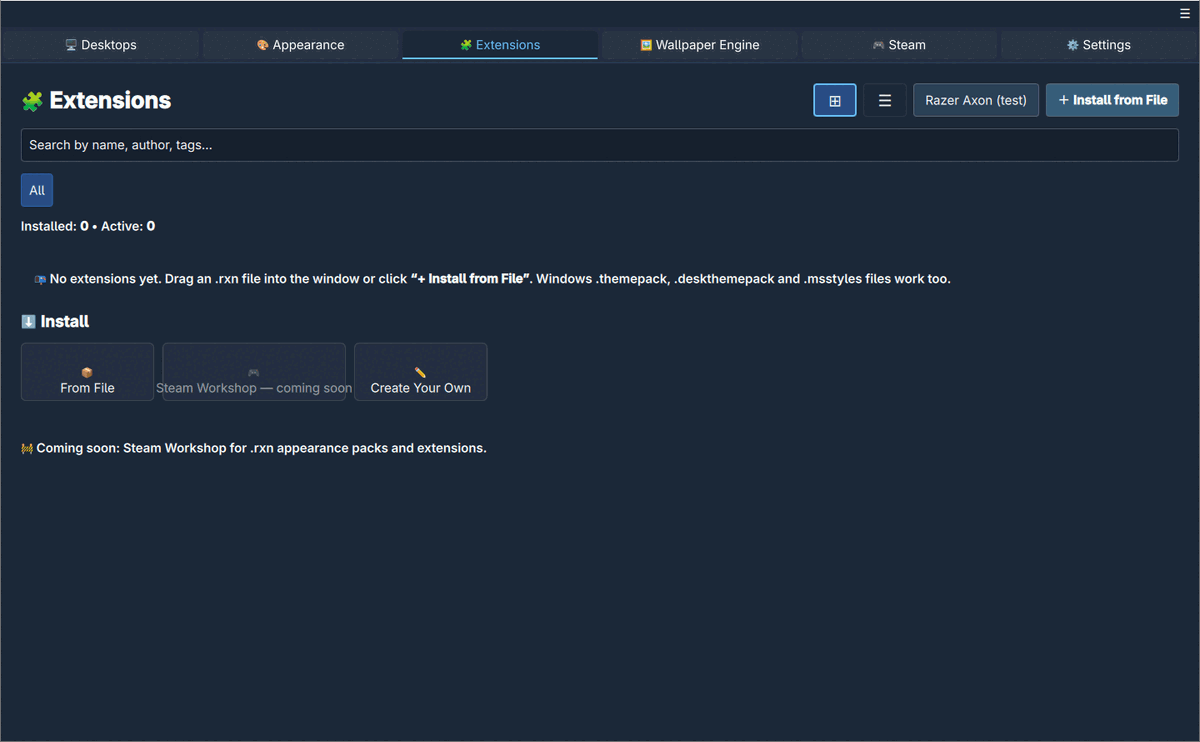 ☰
🖥️ Desktops 🎨 Appearance 🧩 Extensions 🖼️ Wallpaper Engine 🎮 Steam ⚙️ Settings
🧩 Extensions ⊞ ☰ Razer Axon (test) + Install from File
Search by name, author, tags...
All
Installed: 0 • Active: 0
📭 No extensions yet. Drag an .rxn file into the window or click “+ Install from File”. Windows .themepack, .deskthemepack and .msstyles files work too.
⬇️ Install
📦 🎮 ✏️
From File Steam Workshop — coming soon Create Your Own
🚧 Coming soon: Steam Workshop for .rxn appearance packs and extensions.